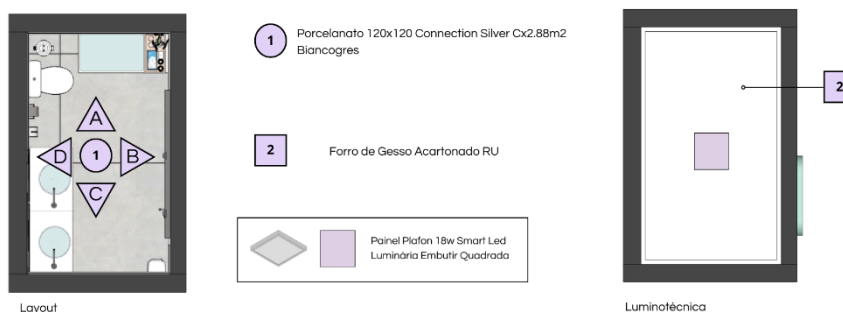 A
D
1
B
C
Layout
1
Porcelanato 120x120 Connection Silver Cx2.88m2
Biancogres
2
Forro de Gesso Acartonado RU
Painel Plafon 18w Smart Led
Luminária Embutir Quadrada
2
Luminotécnica